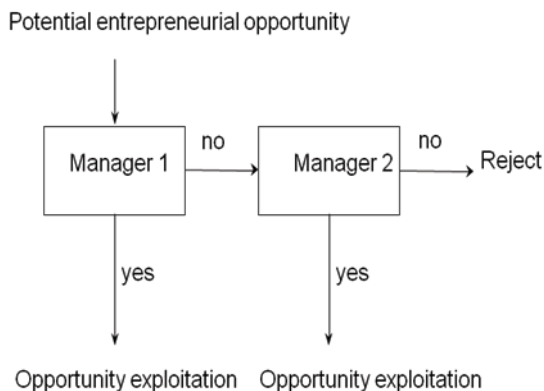 Potential entrepreneurial opportunity
Manager 1
no
Manager 2
no
Reject
yes
yes
Opportunity exploitation
Opportunity exploitation